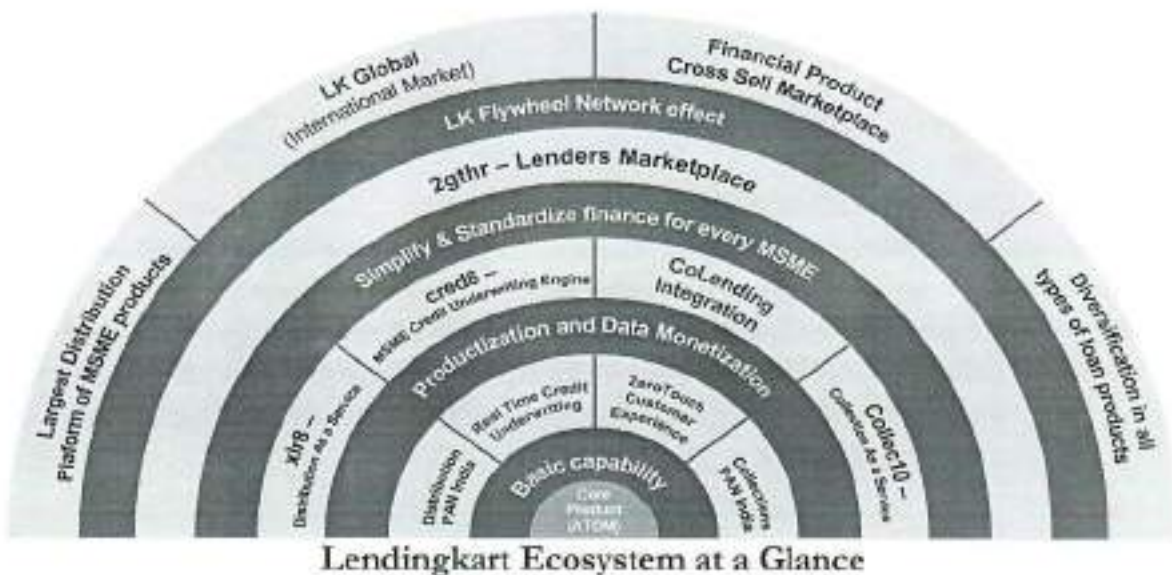 LK Global
(International Market)
Financial Product
Cross Sell Marketplace
LK Flywheel Network effect
2gthr – Lenders Marketplace
Largest Distribution
Plaform of MSME products
Simplify & Standardize finance for every MSME
Diversification in all
types of loan products
cred8 –
MSME Credit Underwriting Engine
CoLending
Integration
Productization and Data Monetization
xlr8 –
Distribution As a Service
Collec10 –
Collection As a Service
Real Time Credit
Underwriting
ZeroTouch
Customer
Experience
Distribution
PAN India
Collections
PAN India
Basic capability
Core
Product
(ATOM)
Lendingkart Ecosystem at a Glance